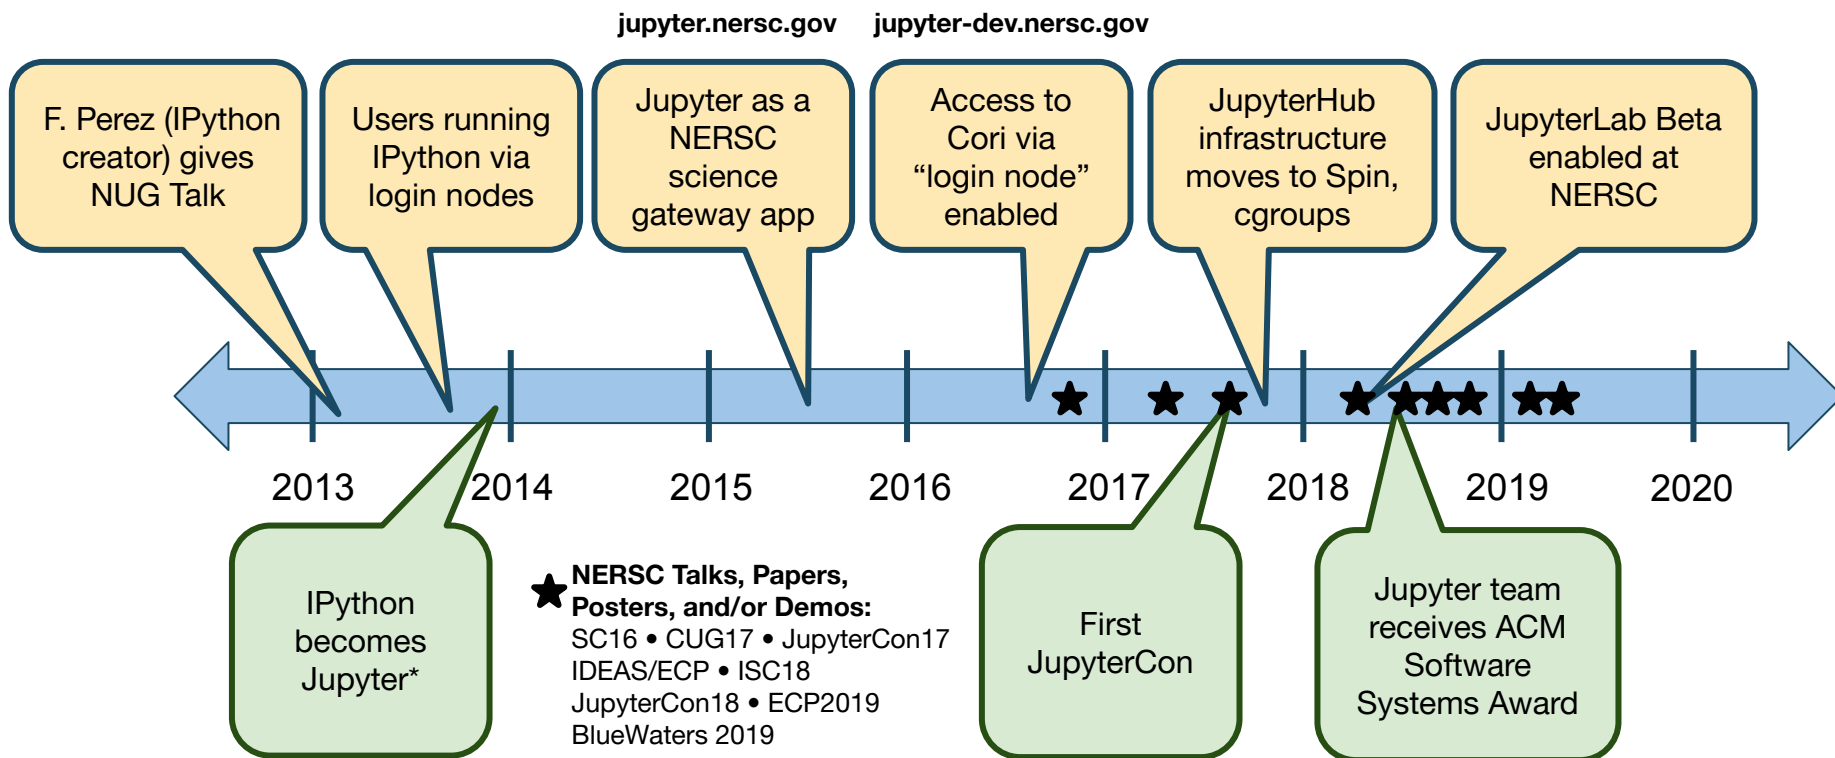 jupyter.nersc.gov
jupyter-dev.nersc.gov
F. Perez (IPython
creator) gives
NUG Talk
Users running
IPython via
login nodes
Jupyter as a
NERSC
science
gateway app
Access to
Cori via
“login node”
enabled
JupyterHub
infrastructure
moves to Spin,
cgroups
JupyterLab Beta
enabled at
NERSC
2013
2014
2015
2016
2017
2018
2019
2020
IPython
becomes
Jupyter*
NERSC Talks, Papers,
Posters, and/or Demos:
SC16 • CUG17 • JupyterCon17
IDEAS/ECP • ISC18
JupyterCon18 • ECP2019
BlueWaters 2019
First
JupyterCon
Jupyter team
receives ACM
Software
Systems Award